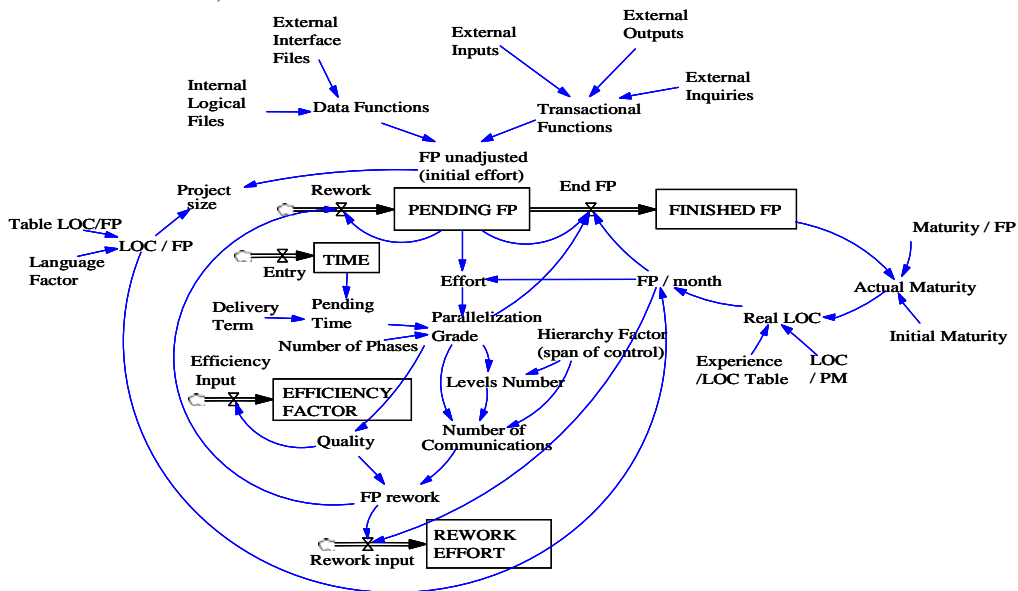 External
Interface
Files
External
Inputs
External
Outputs
External
Inquiries
Internal
Logical
Files
Data Functions
Transactional
Functions
FP unadjusted
(initial effort)
Project
size
Rework
End FP
PENDING FP
FINISHED FP
Table LOC/FP
LOC / FP
Language
Factor
Maturity / FP
Entry
TIME
Effort
FP / month
Actual Maturity
Delivery
Term
Pending
Time
Parallelization
Grade
Number of Phases
Hierarchy Factor
(span of control)
Real LOC
Initial Maturity
Experience
/LOC Table
LOC
/ PM
Efficiency
Input
EFFICIENCY
FACTOR
Levels Number
Quality
Number of
Communications
FP rework
Rework input
REWORK
EFFORT